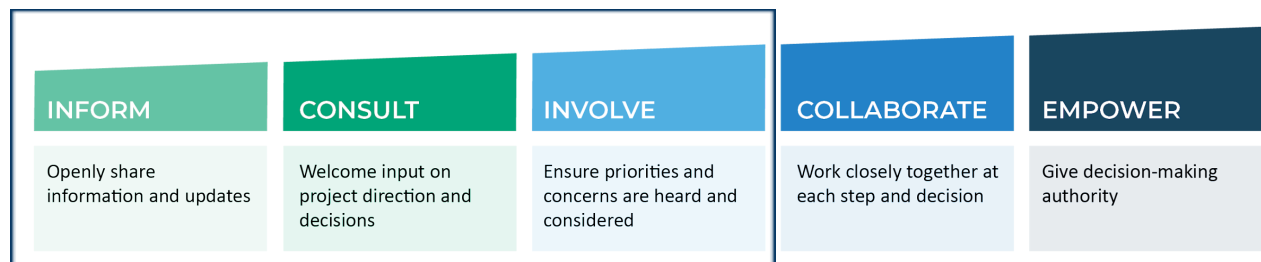 INFORM
Openly share
information and updates
CONSULT
Welcome input on
project direction and
decisions
INVOLVE
Ensure priorities and
concerns are heard and
considered
COLLABORATE
Work closely together at
each step and decision
EMPOWER
Give decision-making
authority